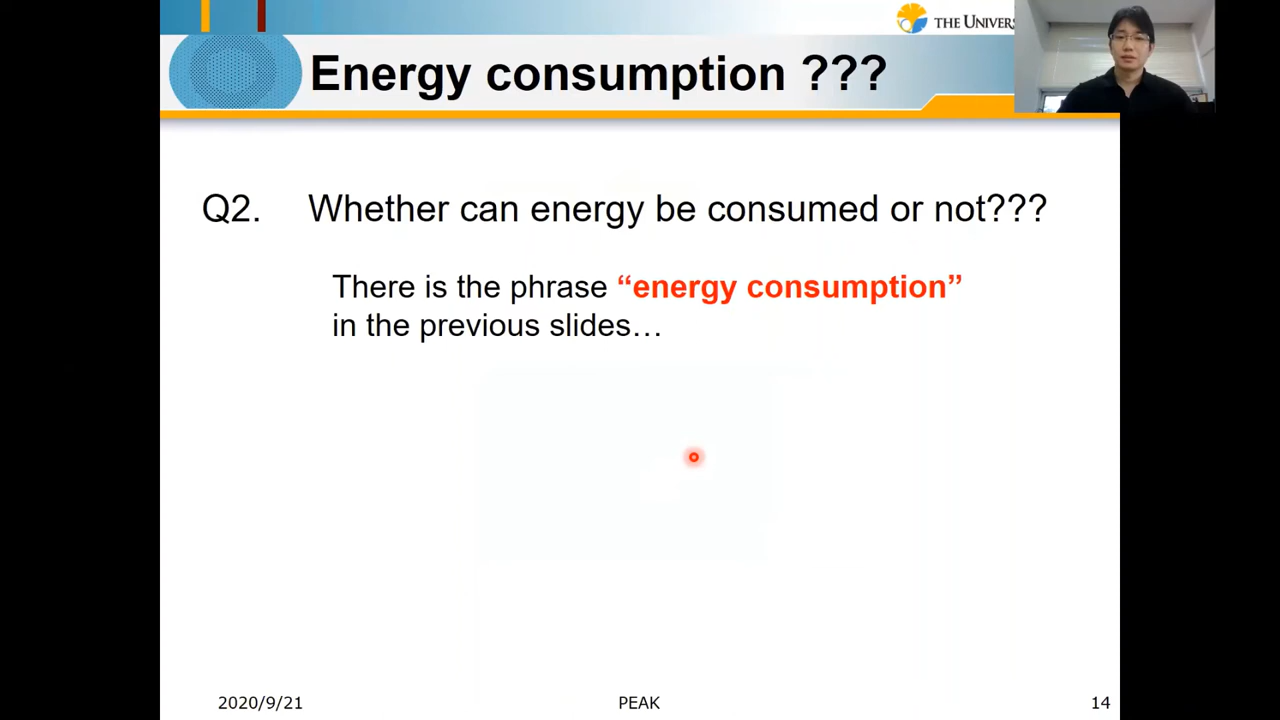 THE UNIVERS
Energy consumption ???
Q2. Whether can energy be consumed or not???
There is the phrase “energy consumption”
in the previous slides…
2020/9/21 PEAK 14